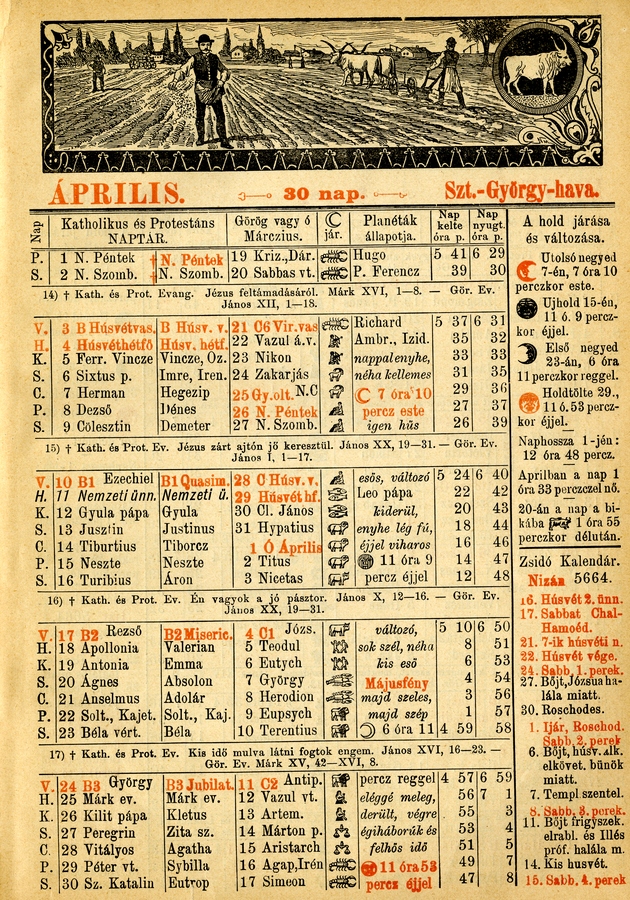 ÁPRILIS. 30 nap. Szt.-György-hava.
Nap
Katholikus és Protestáns
NAPTÁR.
Görög vagy ó
Márczius.
jár.
Planéták
állapotja.
Nap
kelte
óra p.
Nap
nyugt.
óra p.
P. 1 N. Péntek † N. Péntek 19 Kriz., Dár. Hugo 5 41 6 29
S. 2 N. Szomb. † N. Szomb. 20 Sabbas vt. P. Ferencz 39 30
14) † Kath. és Prot. Evang. Jézus feltámadásáról. Márk XVI, 1—8. — Gör. Ev.
János XII, 1—18.
V. 3 B Húsvétvas. B Húsv. v. 21 C6 Vir.vas Richard 5 37 6 31
H. 4 Húsvéthétfő Húsv. hétf. 22 Vazul á.v. Ambr., Izid. 35 32
K. 5 Ferr. Vincze Vincze, Oz. 23 Nikon nappal enyhe, 33 33
S. 6 Sixtus p. Imre, Iren. 24 Zakarjás néha kellemes 31 35
C. 7 Herman Hegezip 25 Gy.olt. N.C 7 óra 10 29 36
P. 8 Dezső Dénes 26 N. Péntek percz este 27 37
S. 9 Cölesztin Demeter 27 N. Szomb. igen hűs 26 39
15) † Kath. és Prot. Ev. Jézus zárt ajtón jő keresztül. János XX, 19—31. — Gör. Ev.
János I, 1—17.
V. 10 B1 Ezechiel B1 Quasim. 28 C Húsv. v. esős, változó 5 24 6 40
H. 11 Nemzeti ünn. Nemzeti ü. 29 Húsvét hf. Leo pápa 22 42
K. 12 Gyula pápa Gyula 30 Cl. János kiderül, 20 43
S. 13 Jusztin Justinus 31 Hypatius enyhe lég fú, 18 44
C. 14 Tiburtius Tiborcz 1 Ó Április éjjel viharos 16 46
P. 15 Neszte Neszte 2 Titus 11 óra 9 14 47
S. 16 Turibius Áron 3 Nicetas percz éjjel 12 48
16) † Kath. és Prot. Ev. Én vagyok a jó pásztor. János X, 12—16. — Gör. Ev.
János XX, 19—31.
V. 17 B2 Rezső B2 Miseric. 4 C1 Józs. változó, 5 10 6 50
H. 18 Apollonia Valerian 5 Teodul sok szél, néha 8 51
K. 19 Antonia Emma 6 Eutych kis eső 6 53
S. 20 Ágnes Absolon 7 György Májusfény 4 54
C. 21 Anselmus Adolár 8 Herodion majd szeles, 3 56
P. 22 Solt., Kajet. Solt., Kaj. 9 Eupsych majd szép 1 57
S. 23 Béla vért. Béla 10 Terentius 6 óra 11 4 59 58
17) † Kath. és Prot. Ev. Kis idő mulva látni fogtok engem. János XVI, 16—23. —
Gör. Ev. Márk XV, 42—XVI, 8.
V. 24 B3 György B3 Jubilat. 11 C2 Antip. percz reggel 4 57 6 59
H. 25 Márk ev. Márk ev. 12 Vazul vt. eléggé meleg, 56 7 1
K. 26 Kilit pápa Kletus 13 Artem. derült, végre 55 3
S. 27 Peregrin Zita sz. 14 Márton p. égiháborúk és 53 4
C. 28 Vitályos Agatha 15 Aristarch felhős idő 51 5
P. 29 Péter vt. Sybilla 16 Agap, Irén 11 óra 53 49 7
S. 30 Sz. Katalin Eutrop 17 Simeon percz éjjel 47 8
A hold járása
és változása.
Utolsó negyed
7-én, 7 óra 10
perczkor este.
Ujhold 15-én,
11 ó. 9 percz-
kor éjjel.
Első negyed
23-án, 6 óra
11 perczkor reggel.
Holdtölte 29.,
11 ó. 53 percz-
kor éjjel.
Naphossza 1-jén:
12 óra 48 percz.
Aprilban a nap 1
óra 33 perczczel nő.
20-án a nap a bi-
kába 1 óra 55
perczkor délután.
Zsidó Kalendár.
Nizán 5664.
16. Húsvét 2. ünn.
17. Sabbat Chal-
Hamoéd.
21. 7-ik húsvéti n.
22. Húsvét vége.
24. Sabb. 1. perek.
27. Bőjt, Józsua ha-
lála miatt.
30. Roschodes.
1. Ijár, Roschod.
Sabb. 2. perek
6. Bőjt, húsv. alk.
elkövet. bünök
miatt.
7. Templ. szentel.
8. Sabb. 3. perek.
11. Bőjt frigyszek.
elrabl. és Illés
próf. halála m.
14. Kis husvét.
15. Sabb. 4. perek